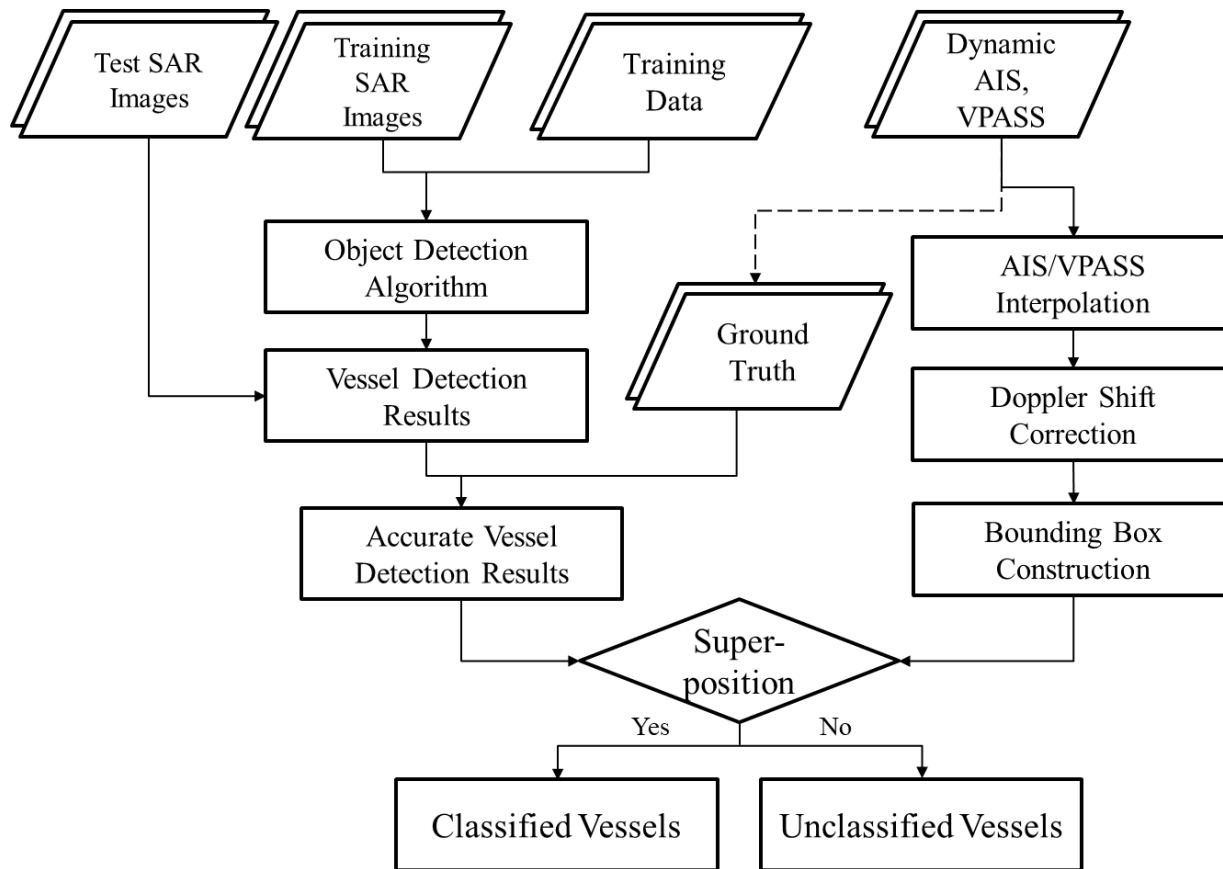 Test SAR
Images
Training
SAR
Images
Training
Data
Dynamic
AIS,
VPASS
Object Detection
Algorithm
AIS/VPASS
Interpolation
Ground
Truth
Vessel Detection
Results
Doppler Shift
Correction
Accurate Vessel
Detection Results
Bounding Box
Construction
Super-
position
Yes
No
Classified Vessels
Unclassified Vessels